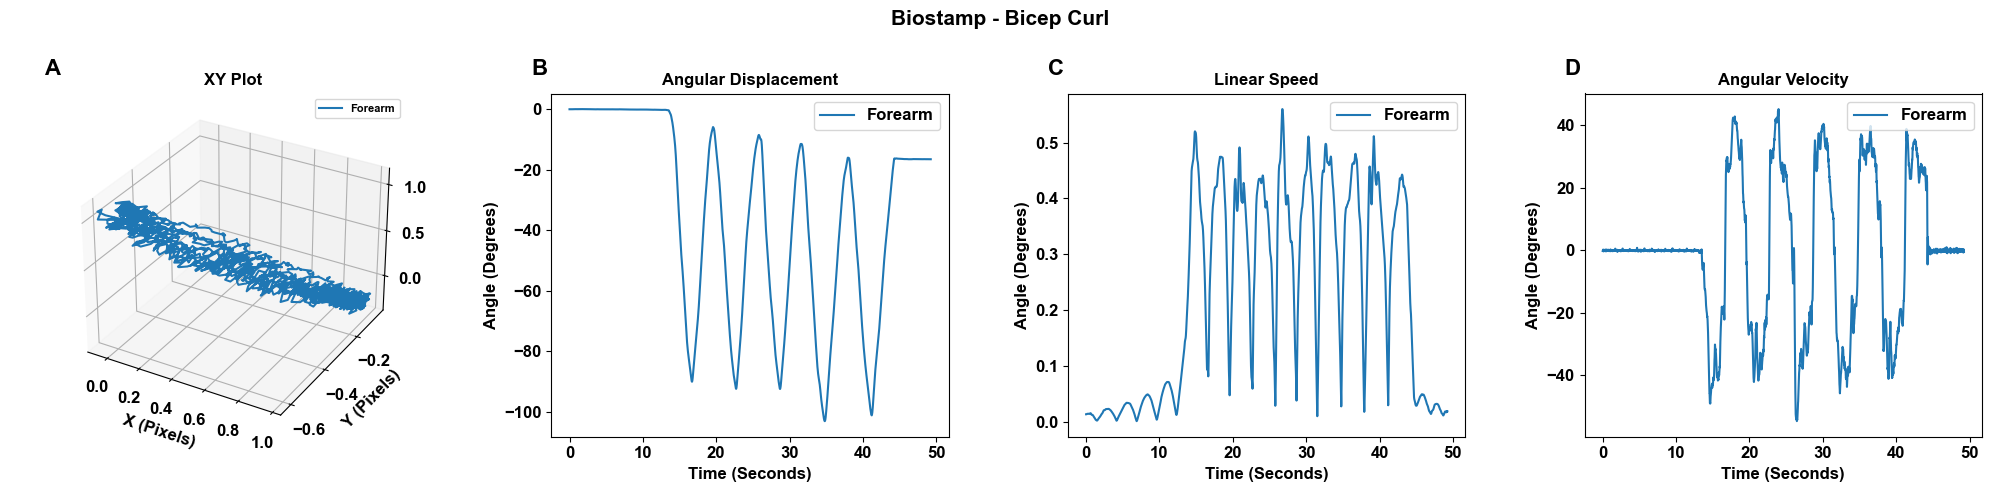 Biostamp - Bicep Curl
A
XY Plot
Forearm
1.0
0.5
0.0
0.0
0.2
0.4
0.6
0.8
1.0
X (Pixels)
−0.6
−0.4
−0.2
Y (Pixels)
B
Angular Displacement
Forearm
0
−20
−40
−60
−80
−100
Angle (Degrees)
0 10 20 30 40 50
Time (Seconds)
C
Linear Speed
Forearm
0.5
0.4
0.3
0.2
0.1
0.0
Angle (Degrees)
0 10 20 30 40 50
Time (Seconds)
D
Angular Velocity
Forearm
40
20
0
−20
−40
Angle (Degrees)
0 10 20 30 40 50
Time (Seconds)